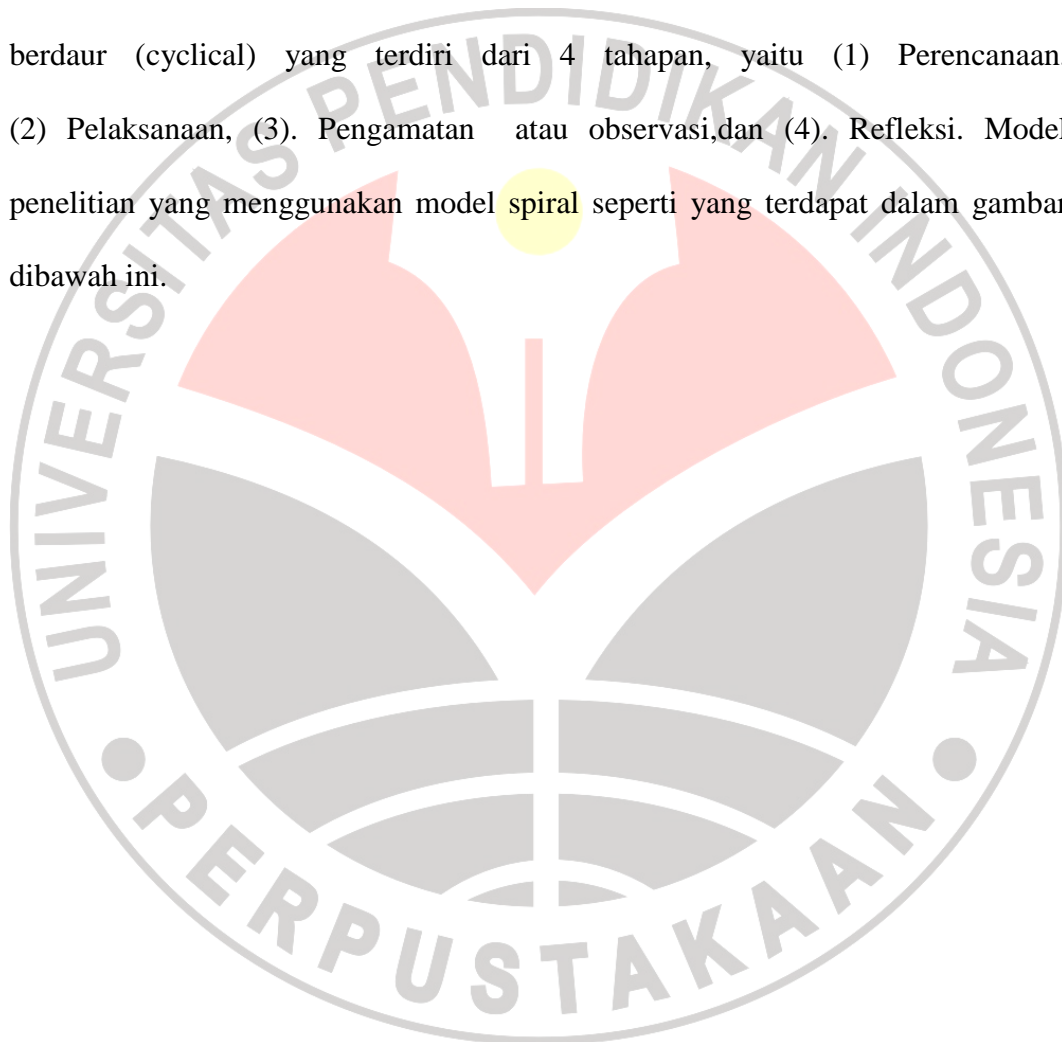 berdaur (cyclical) yang terdiri dari 4 tahapan, yaitu (1) Perencanaan,
(2) Pelaksanaan, (3). Pengamatan atau observasi,dan (4). Refleksi. Model
penelitian yang menggunakan model spiral seperti yang terdapat dalam gambar
dibawah ini.
UNIVERSITAS PENDIDIKAN INDONESIA
PERPUSTAKAAN